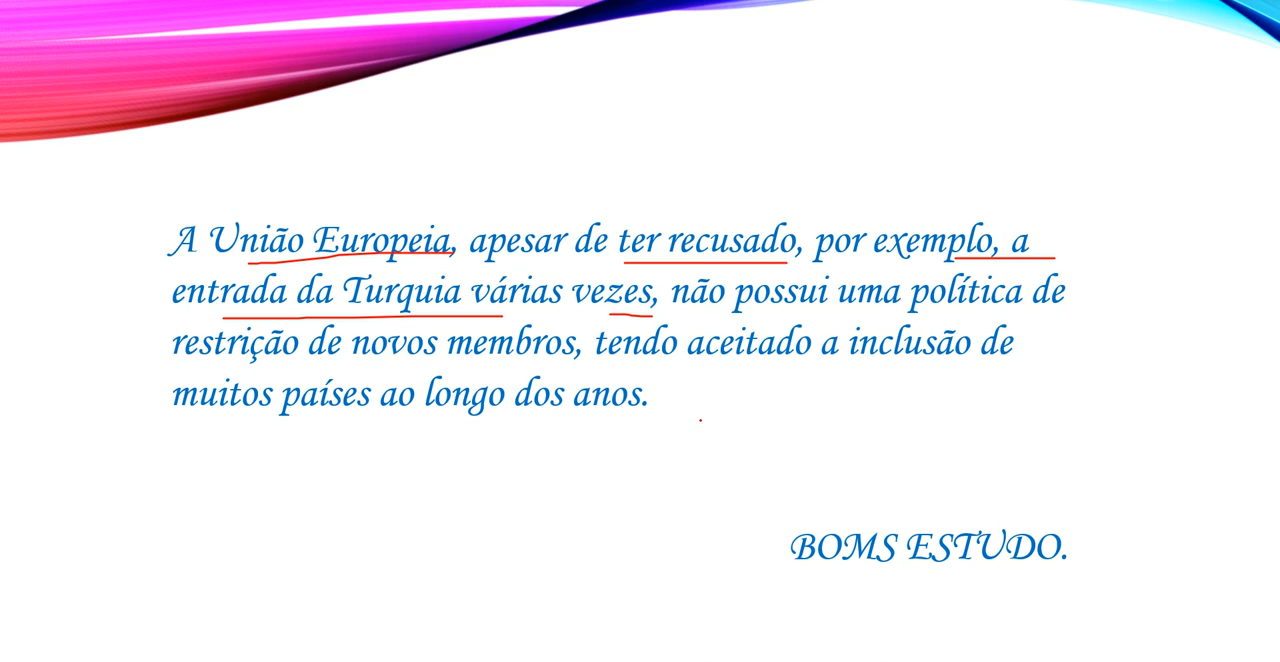 A União Europeia, apesar de ter recusado, por exemplo, a
entrada da Turquia várias vezes, não possui uma política de
restrição de novos membros, tendo aceitado a inclusão de
muitos países ao longo dos anos.
BOMS ESTUDO.